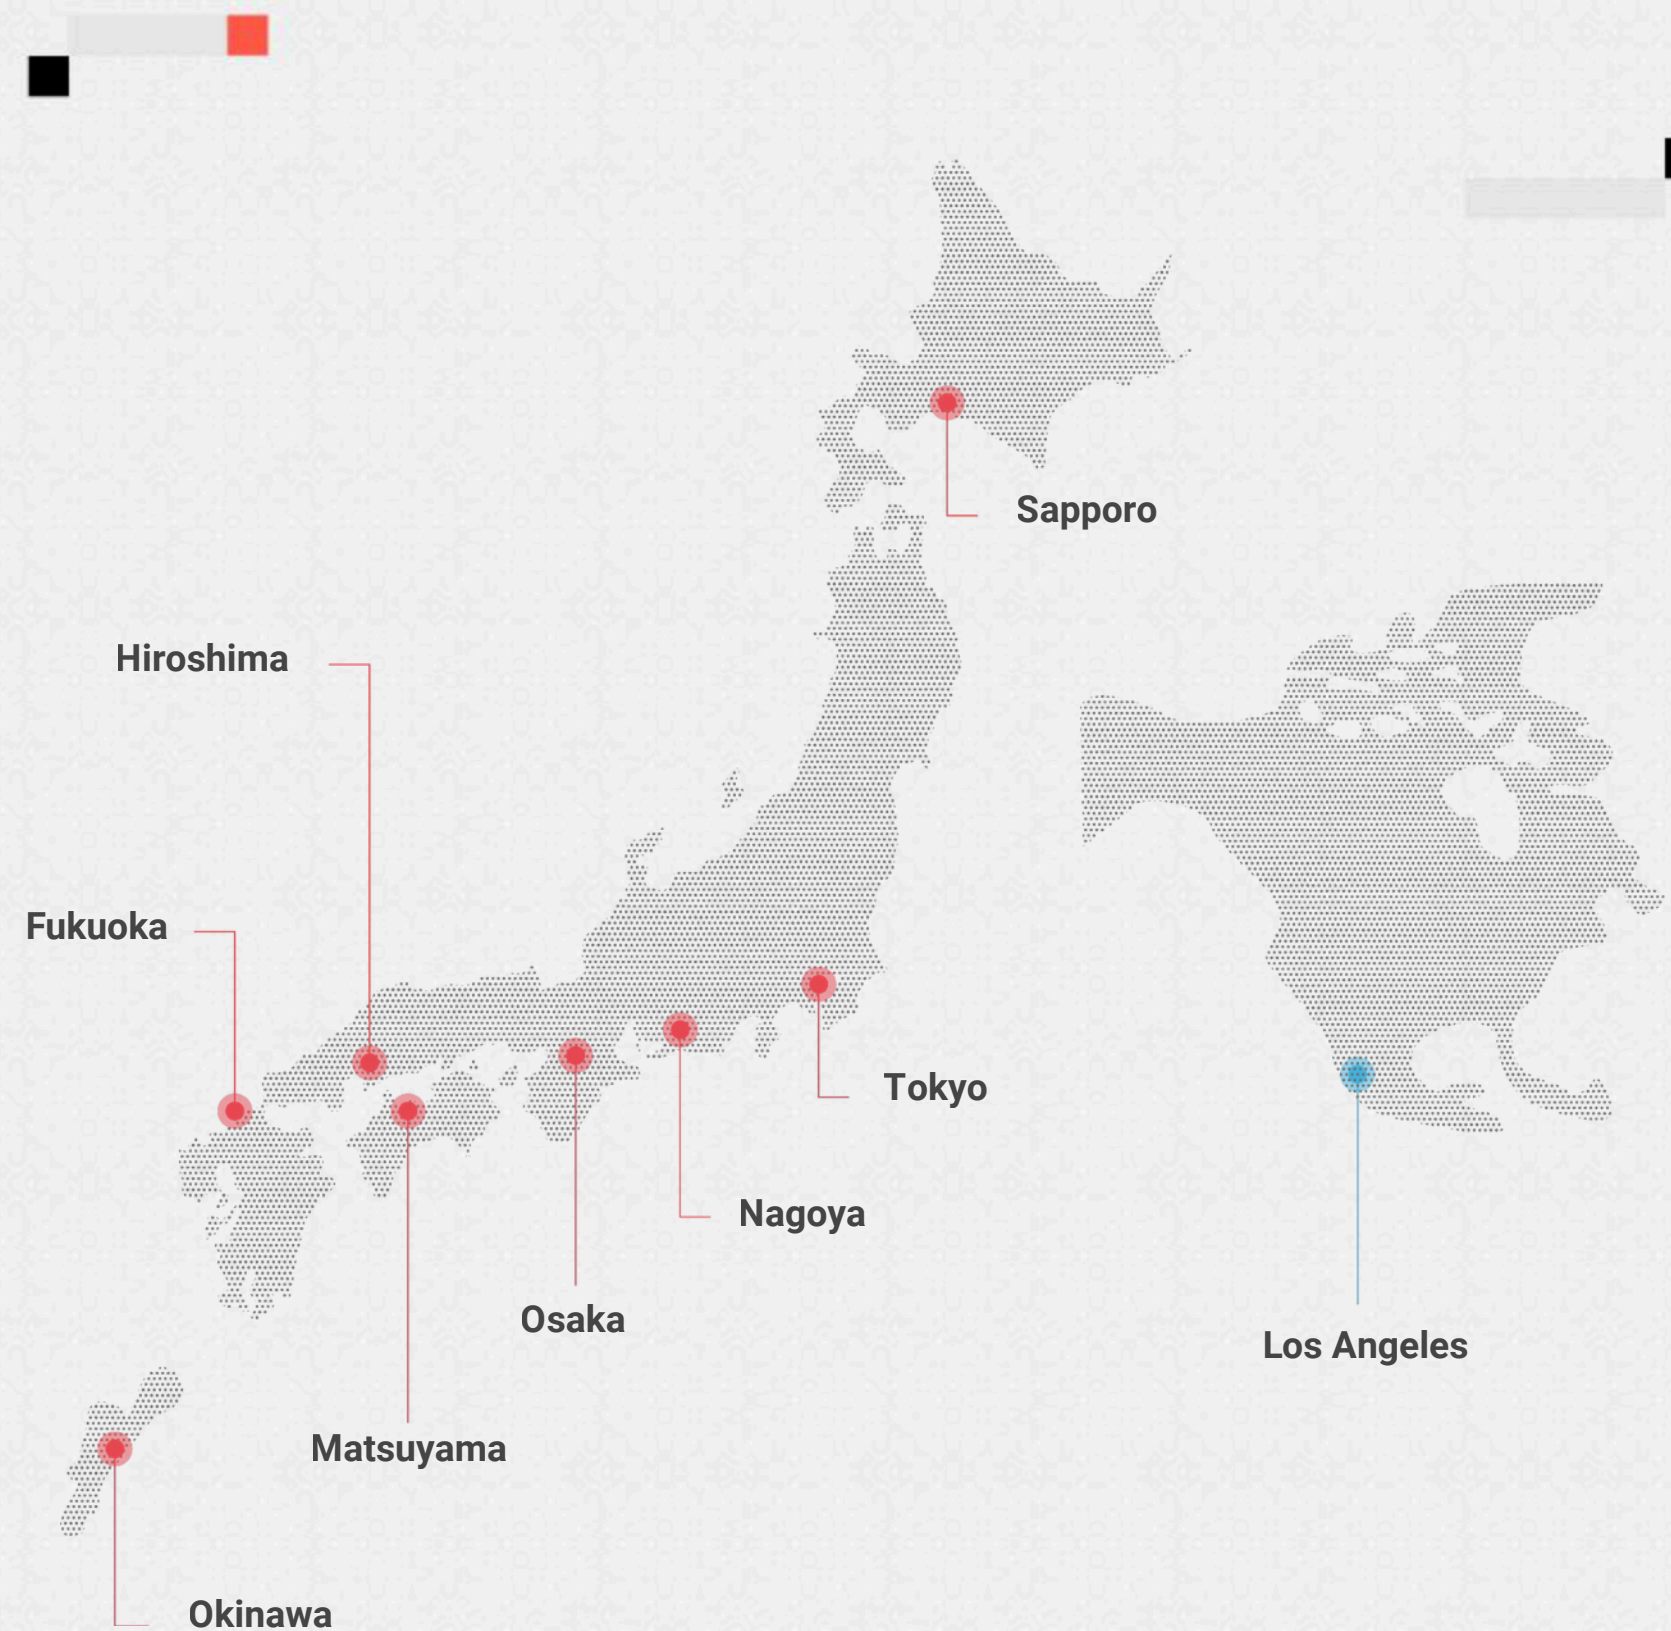 Sapporo
Hiroshima
Fukuoka
Tokyo
Nagoya
Osaka
Los Angeles
Matsuyama
Okinawa